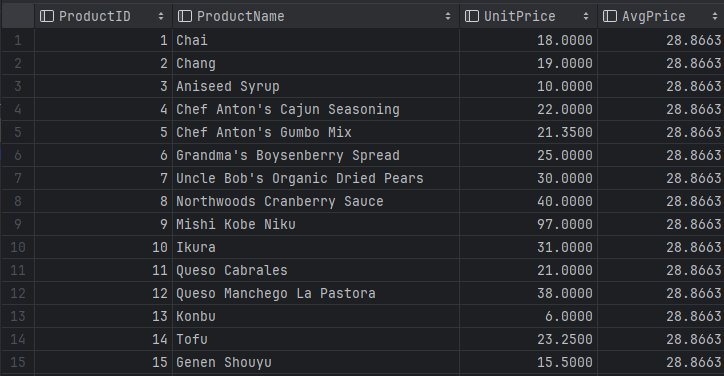 ProductID ProductName UnitPrice AvgPrice
1 1 Chai 18.0000 28.8663
2 2 Chang 19.0000 28.8663
3 3 Aniseed Syrup 10.0000 28.8663
4 4 Chef Anton's Cajun Seasoning 22.0000 28.8663
5 5 Chef Anton's Gumbo Mix 21.3500 28.8663
6 6 Grandma's Boysenberry Spread 25.0000 28.8663
7 7 Uncle Bob's Organic Dried Pears 30.0000 28.8663
8 8 Northwoods Cranberry Sauce 40.0000 28.8663
9 9 Mishi Kobe Niku 97.0000 28.8663
10 10 Ikura 31.0000 28.8663
11 11 Queso Cabrales 21.0000 28.8663
12 12 Queso Manchego La Pastora 38.0000 28.8663
13 13 Konbu 6.0000 28.8663
14 14 Tofu 23.2500 28.8663
15 15 Genen Shouyu 15.5000 28.8663